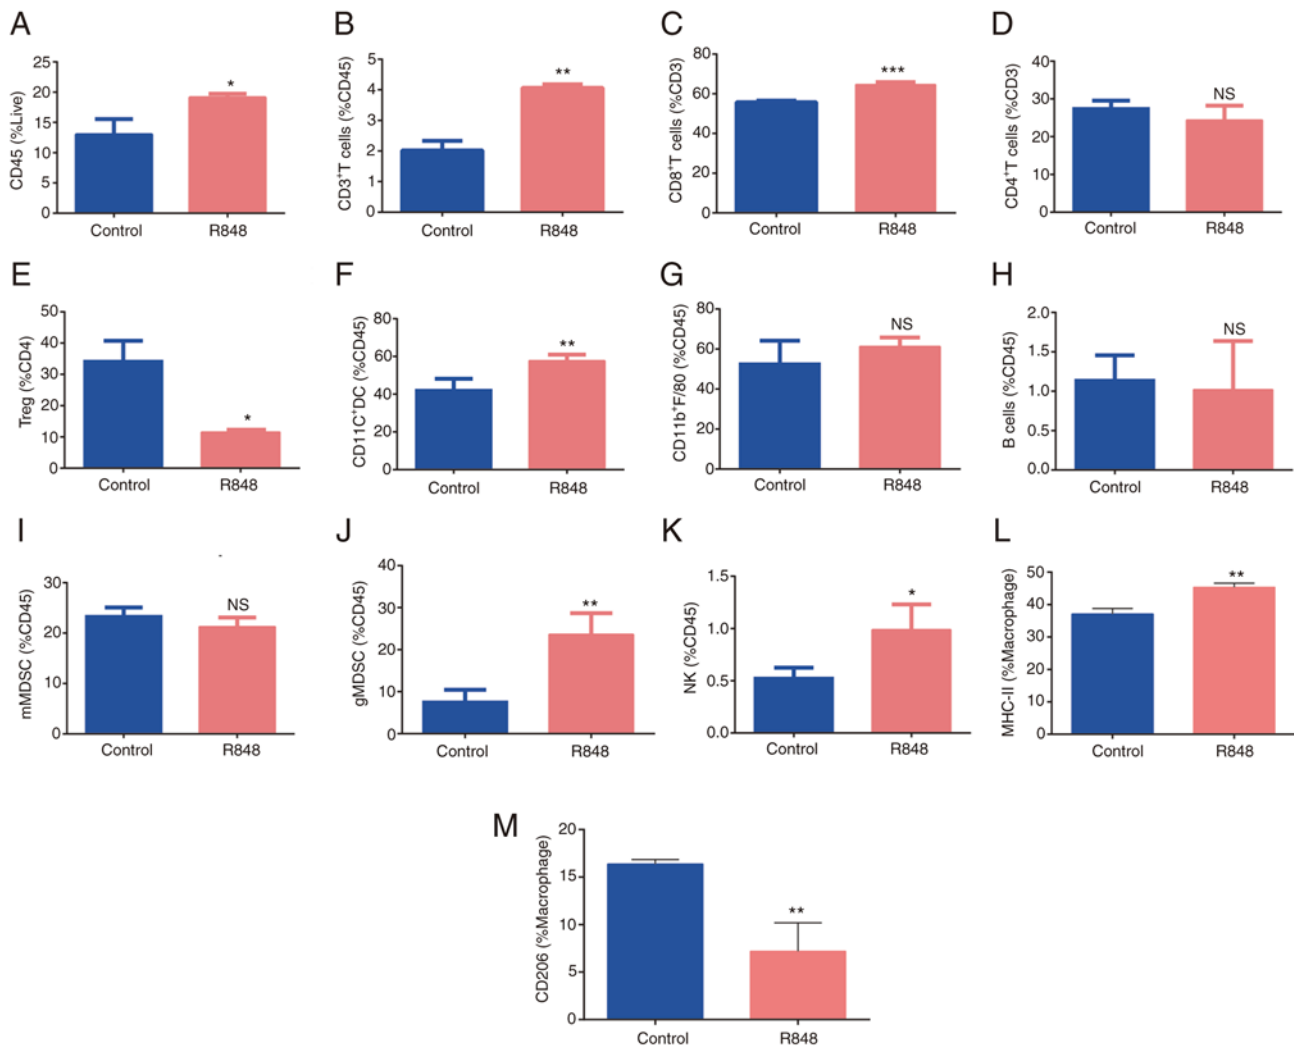 A
CD45 (%Live)
25
20
15
10
5
0
*
Control
R848
B
CD3⁺T cells (%CD45)
5
4
3
2
1
0
**
Control
R848
C
CD8⁺T cells (%CD3)
80
60
40
20
0
***
Control
R848
D
CD4⁺T cells (%CD3)
40
30
20
10
0
NS
Control
R848
E
Treg (%CD4)
50
40
30
20
10
0
*
Control
R848
F
CD11C⁺DC (%CD45)
80
60
40
20
0
**
Control
R848
G
CD11b⁺F/80 (%CD45)
80
60
40
20
0
NS
Control
R848
H
B cells (%CD45)
2.0
1.5
1.0
0.5
0.0
NS
Control
R848
I
mMDSC (%CD45)
30
20
10
0
NS
Control
R848
J
gMDSC (%CD45)
40
30
20
10
0
**
Control
R848
K
NK (%CD45)
1.5
1.0
0.5
0.0
*
Control
R848
L
MHC-II (%Macrophage)
50
40
30
20
10
0
**
Control
R848
M
CD206 (%Macrophage)
20
15
10
5
0
**
Control
R848